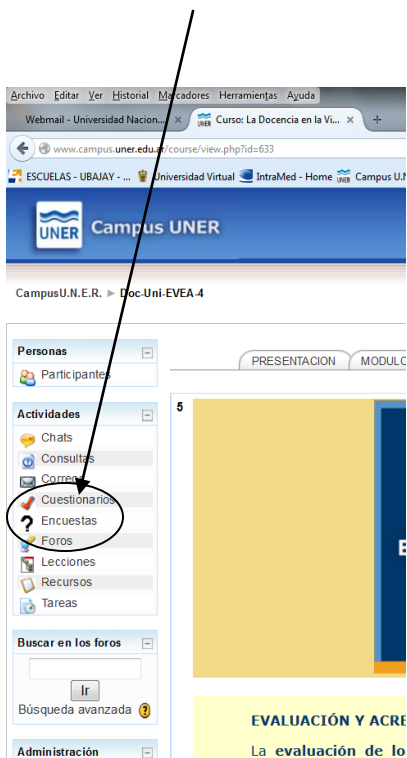 Archivo Editar Ver Historial Marcadores Herramientas Ayuda
Webmail - Universidad Nacion... × UNER Curso: La Docencia en la Vi... × +
www.campus.uner.edu.ar/course/view.php?id=633
ESCUELAS - UBAJAY - ... Universidad Virtual IntraMed - Home UNER Campus U.N
UNER Campus UNER
CampusU.N.E.R. ► Doc-Uni-EVEA-4
Personas
Participantes
PRESENTACION MODULO
Actividades
5
Chats
Consultas
Correos
Cuestionarios
Encuestas
Foros
Lecciones
Recursos
Tareas
Buscar en los foros
Ir
Búsqueda avanzada ?
EVALUACIÓN Y ACRE
La evaluación de lo
Administración